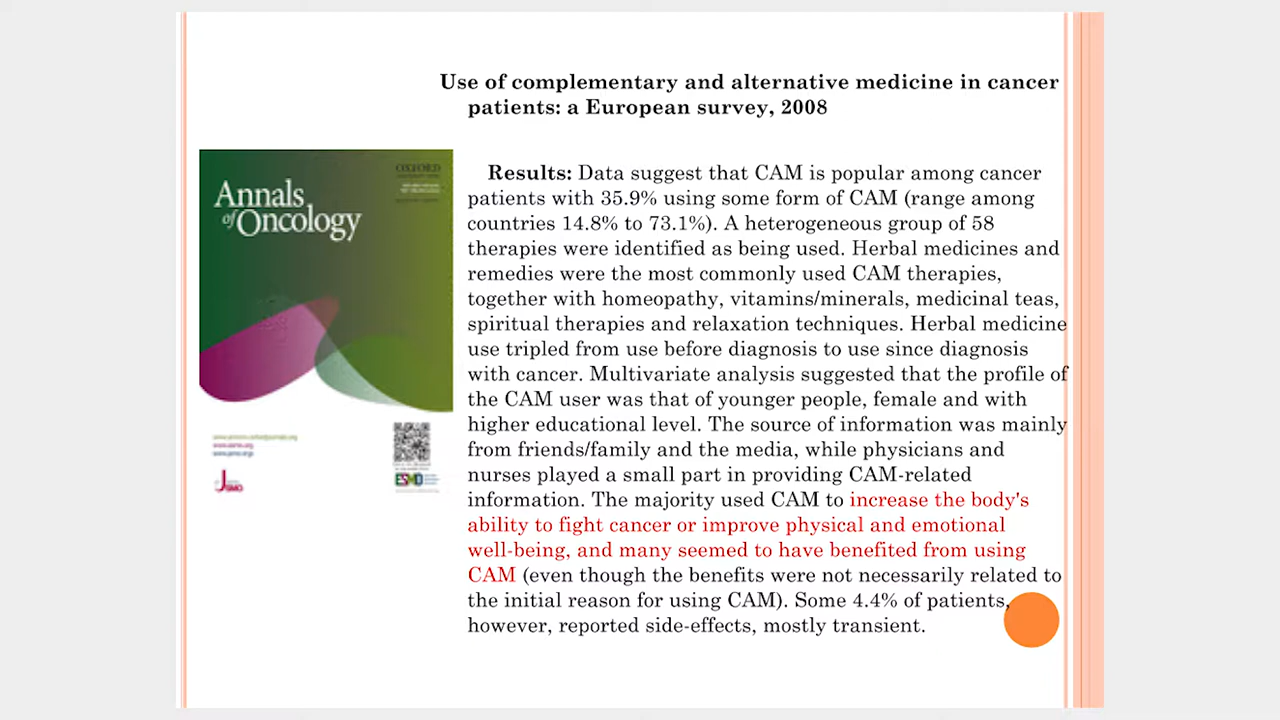 Use of complementary and alternative medicine in cancer
patients: a European survey, 2008
Annals
of Oncology
OXFORD
Results: Data suggest that CAM is popular among cancer
patients with 35.9% using some form of CAM (range among
countries 14.8% to 73.1%). A heterogeneous group of 58
therapies were identified as being used. Herbal medicines and
remedies were the most commonly used CAM therapies,
together with homeopathy, vitamins/minerals, medicinal teas,
spiritual therapies and relaxation techniques. Herbal medicine
use tripled from use before diagnosis to use since diagnosis
with cancer. Multivariate analysis suggested that the profile of
the CAM user was that of younger people, female and with
higher educational level. The source of information was mainly
from friends/family and the media, while physicians and
nurses played a small part in providing CAM-related
information. The majority used CAM to increase the body's
ability to fight cancer or improve physical and emotional
well-being, and many seemed to have benefited from using
CAM (even though the benefits were not necessarily related to
the initial reason for using CAM). Some 4.4% of patients,
however, reported side-effects, mostly transient.
JSMO
ESMO